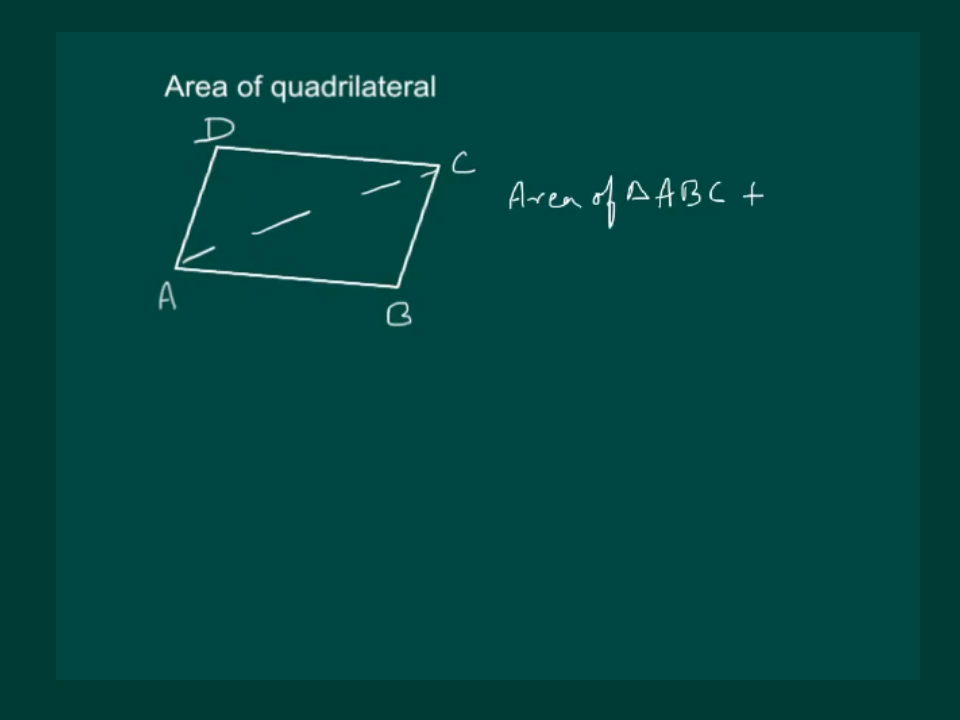 Area of quadrilateral
D
C
Area of ΔABC +
A
B